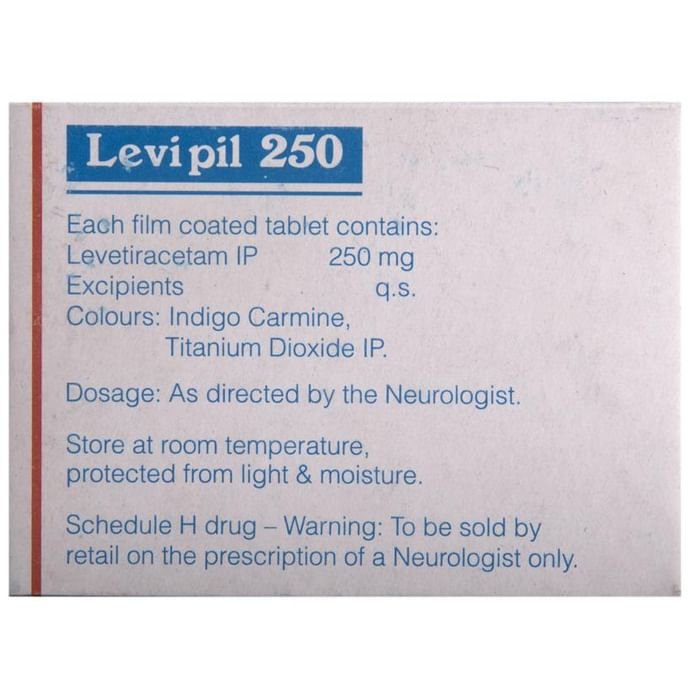 Levipil 250
Each film coated tablet contains:
Levetiracetam IP 250 mg
Excipients q.s.
Colours: Indigo Carmine,
Titanium Dioxide IP.
Dosage: As directed by the Neurologist.
Store at room temperature,
protected from light & moisture.
Schedule H drug – Warning: To be sold by
retail on the prescription of a Neurologist only.